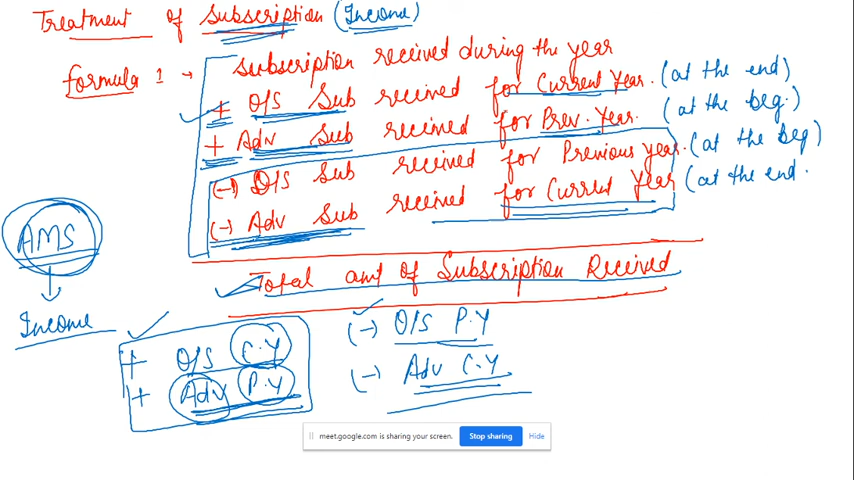 Treatment of Subscription (Income)
formula 1 → Subscription received during the year
+ O/S Sub received for Current Year. (at the end)
+ Adv Sub received for Prev. Year. (at the beg.)
(-) O/S Sub received for Previous year. (at the beg)
(-) Adv Sub received for Current Year (at the end.
AMS
Total amt of Subscription Received
Income
+ O/S C.Y
+ Adv P.Y
(-) O/S P.Y
(-) Adv C.Y
meet.google.com is sharing your screen. Stop sharing Hide